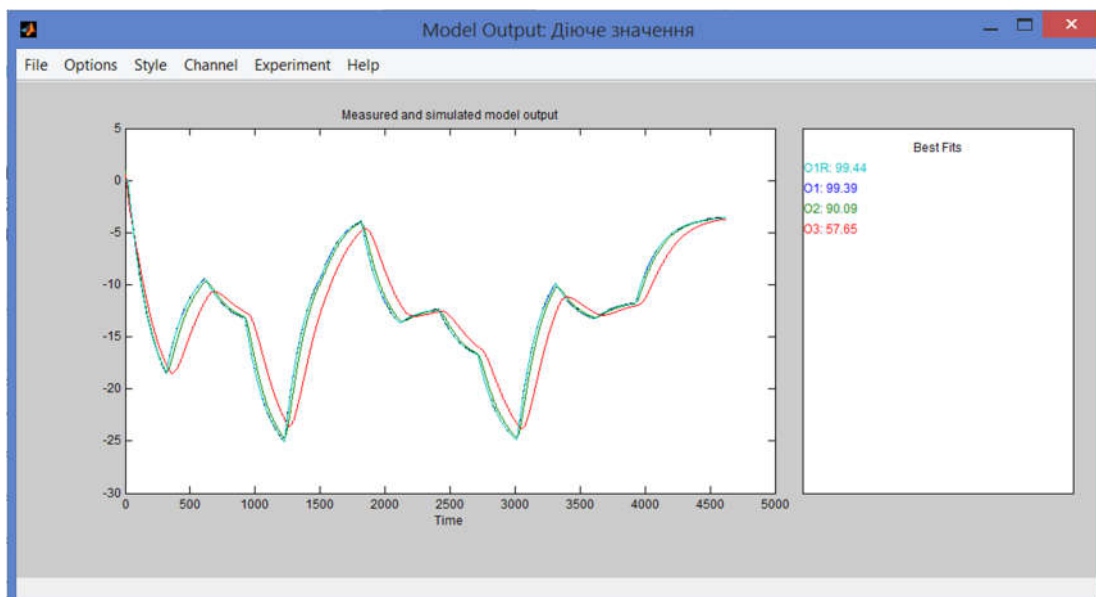 Model Output: Діюче значення
File Options Style Channel Experiment Help
Measured and simulated model output
5
0
-5
-10
-15
-20
-25
-30
0 500 1000 1500 2000 2500 3000 3500 4000 4500 5000
Time
Best Fits
O1R: 99.44
O1: 99.39
O2: 90.09
O3: 57.65